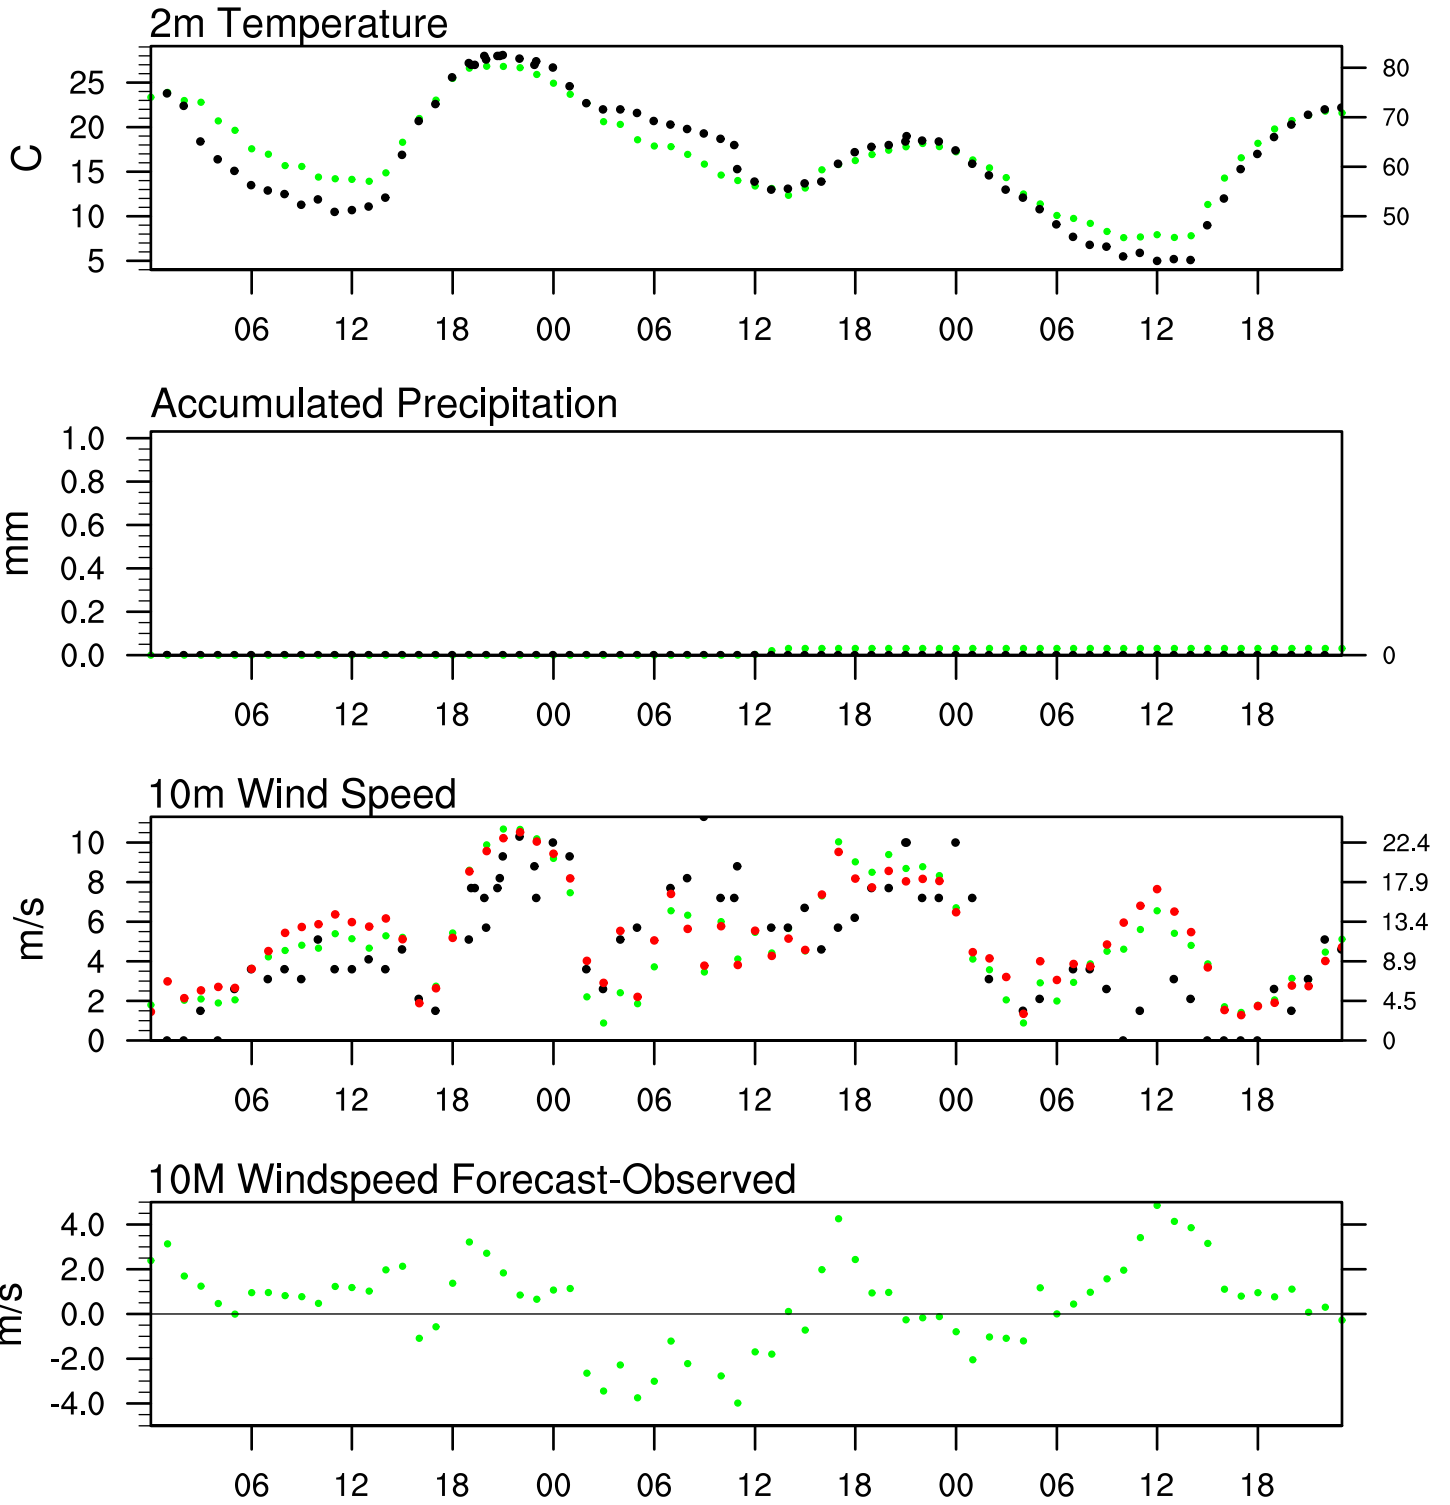 2m Temperature
C
25
20
15
10
5
80
70
60
50
06 12 18 00 06 12 18 00 06 12 18
Accumulated Precipitation
mm
1.0
0.8
0.6
0.4
0.2
0.0
0
06 12 18 00 06 12 18 00 06 12 18
10m Wind Speed
m/s
10
8
6
4
2
0
22.4
17.9
13.4
8.9
4.5
0
06 12 18 00 06 12 18 00 06 12 18
10M Windspeed Forecast-Observed
m/s
4.0
2.0
0.0
-2.0
-4.0
06 12 18 00 06 12 18 00 06 12 18